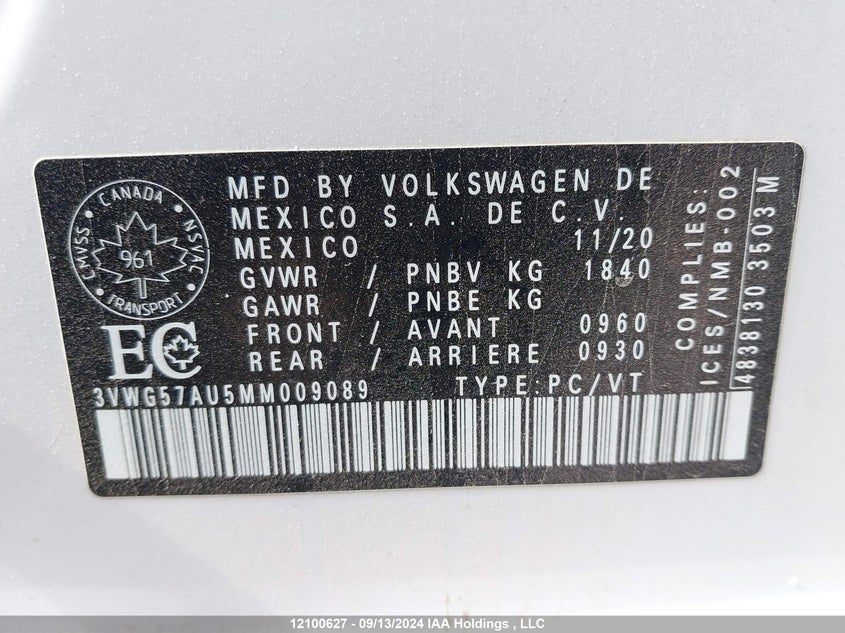 CANADA
CMVSS NSVAC
961
TRANSPORT
EC
MFD BY VOLKSWAGEN DE
MEXICO S.A. DE C.V.
MEXICO 11/20
GVWR / PNBV KG 1840
GAWR / PNBE KG
FRONT / AVANT 0960
REAR / ARRIERE 0930
3VWG57AU5MM009089 TYPE:PC/VT
COMPLIES:
ICES/NMB-002
4838130 3503 M
12100627 - 09/13/2024 IAA Holdings , LLC